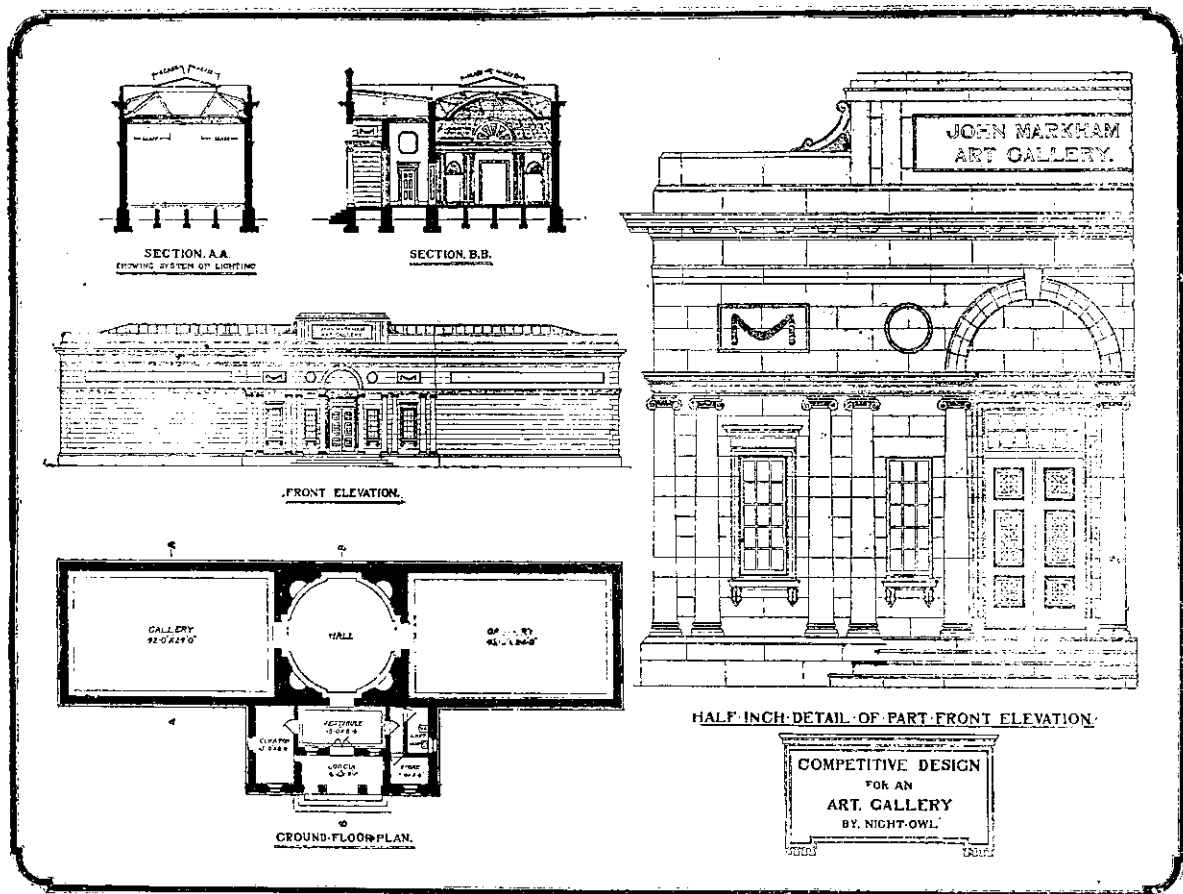 SECTION. A.A.
SHOWING SYSTEM OF LIGHTING
SECTION. B.B.
JOHN MARKHAM
ART GALLERY.
FRONT ELEVATION.
GALLERY
HALL
GALLERY
VESTIBULE
CURATOR
LOGGIA
STORE
GROUND·FLOOR·PLAN.
HALF·INCH·DETAIL·OF·PART·FRONT·ELEVATION·
COMPETITIVE DESIGN
FOR AN
ART. GALLERY
BY. NIGHT-OWL